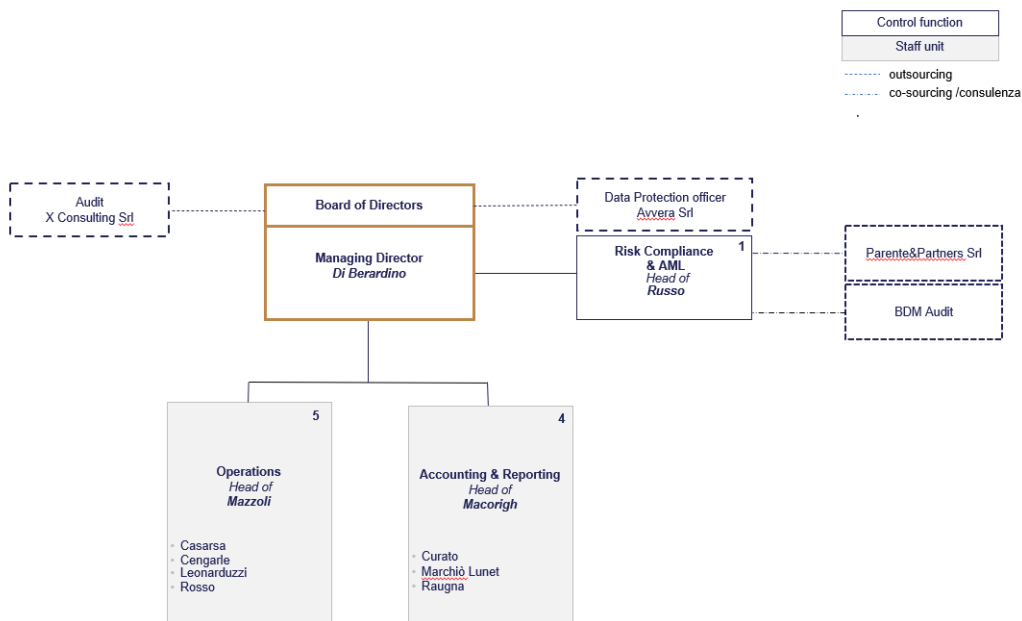 Control function
Staff unit
outsourcing
co-sourcing /consulenza
.
Audit
X Consulting Srl
Board of Directors
Managing Director
Di Berardino
Data Protection officer
Avvera Srl
1
Risk Compliance
& AML
Head of
Russo
Parente&Partners Srl
BDM Audit
5
Operations
Head of
Mazzoli
• Casarsa
• Cengarle
• Leonarduzzi
• Rosso
4
Accounting & Reporting
Head of
Macorigh
• Curato
• Marchiò Lunet
• Raugna